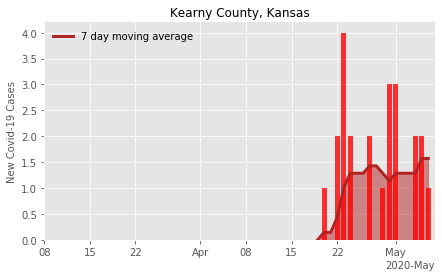 Kearny County, Kansas
7 day moving average
New Covid-19 Cases
4.0
3.5
3.0
2.5
2.0
1.5
1.0
0.5
0.0
08 15 22 Apr 08 15 22 May
2020-May